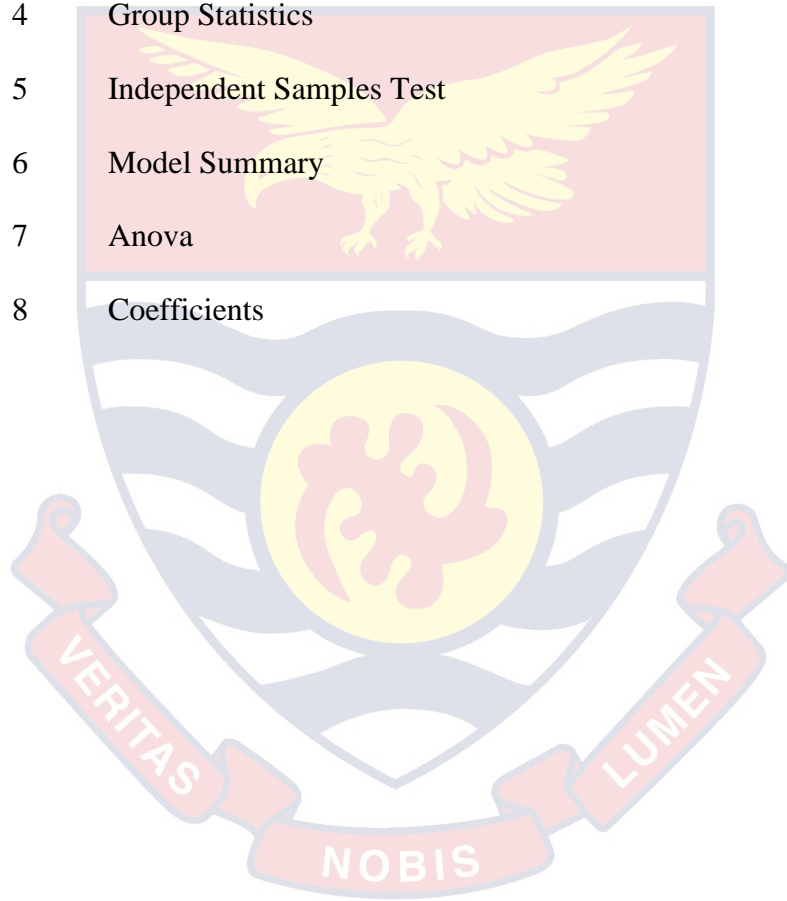 4 Group Statistics
5 Independent Samples Test
6 Model Summary
7 Anova
8 Coefficients
VERITAS NOBIS LUMEN